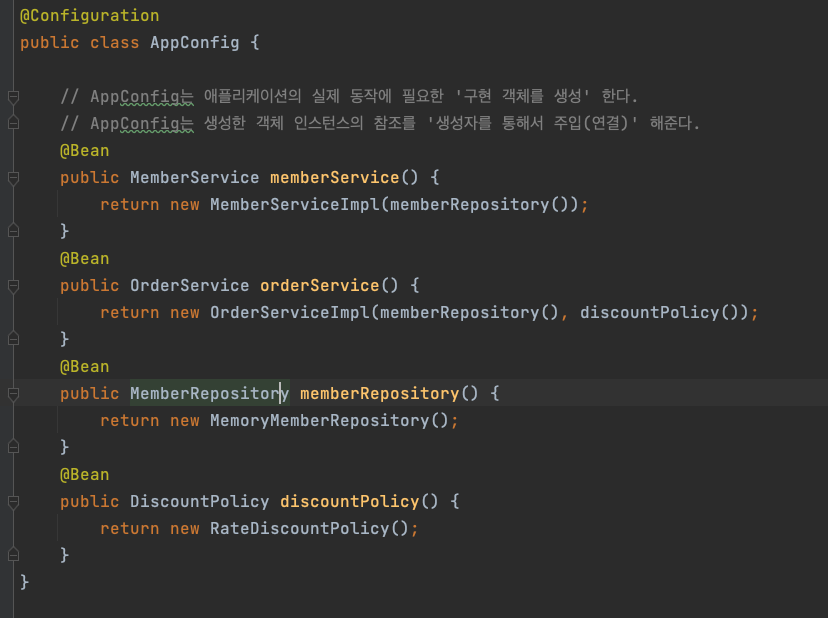 @Configuration
public class AppConfig {
// AppConfig는 애플리케이션의 실제 동작에 필요한 '구현 객체를 생성' 한다.
// AppConfig는 생성한 객체 인스턴스의 참조를 '생성자를 통해서 주입(연결)' 해준다.
@Bean
public MemberService memberService() {
return new MemberServiceImpl(memberRepository());
}
@Bean
public OrderService orderService() {
return new OrderServiceImpl(memberRepository(), discountPolicy());
}
@Bean
public MemberRepository memberRepository() {
return new MemoryMemberRepository();
}
@Bean
public DiscountPolicy discountPolicy() {
return new RateDiscountPolicy();
}
}